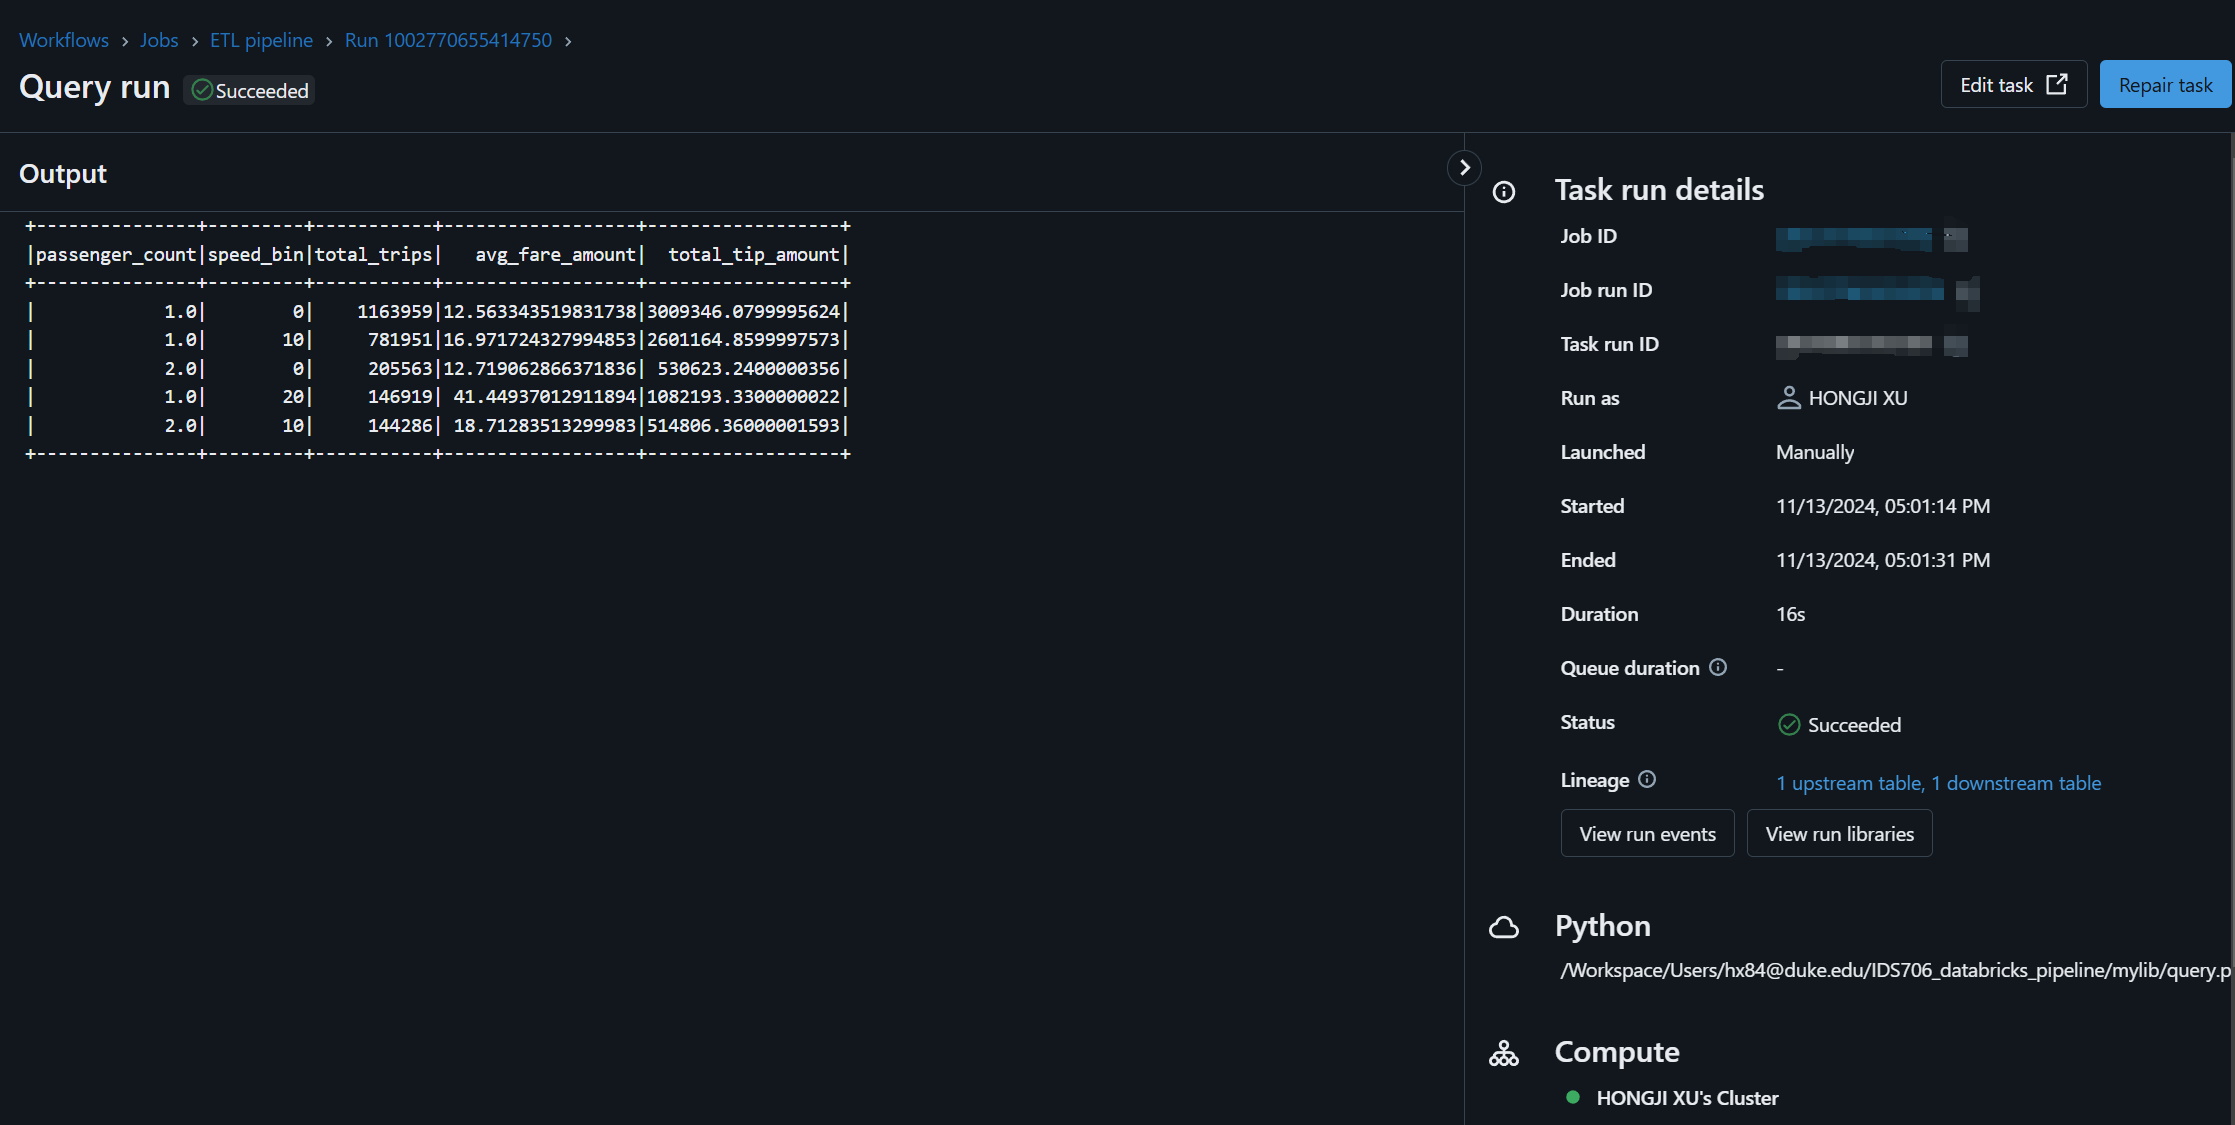 Workflows › Jobs › ETL pipeline › Run 1002770655414750 ›
Query run Succeeded
Edit task
Repair task
Output
+---------------+---------+-----------+------------------+------------------+
|passenger_count|speed_bin|total_trips|   avg_fare_amount|  total_tip_amount|
+---------------+---------+-----------+------------------+------------------+
|            1.0|        0|    1163959|12.563343519831738|3009346.0799995624|
|            1.0|       10|     781951|16.971724327994853|2601164.8599997573|
|            2.0|        0|     205563|12.719062866371836| 530623.2400000356|
|            1.0|       20|     146919| 41.44937012911894|1082193.3300000022|
|            2.0|       10|     144286| 18.71283513299983|514806.36000001593|
+---------------+---------+-----------+------------------+------------------+
Task run details
Job ID
Job run ID
Task run ID
Run as HONGJI XU
Launched Manually
Started 11/13/2024, 05:01:14 PM
Ended 11/13/2024, 05:01:31 PM
Duration 16s
Queue duration -
Status Succeeded
Lineage 1 upstream table, 1 downstream table
View run events View run libraries
Python
/Workspace/Users/hx84@duke.edu/IDS706_databricks_pipeline/mylib/query.p
Compute
HONGJI XU's Cluster